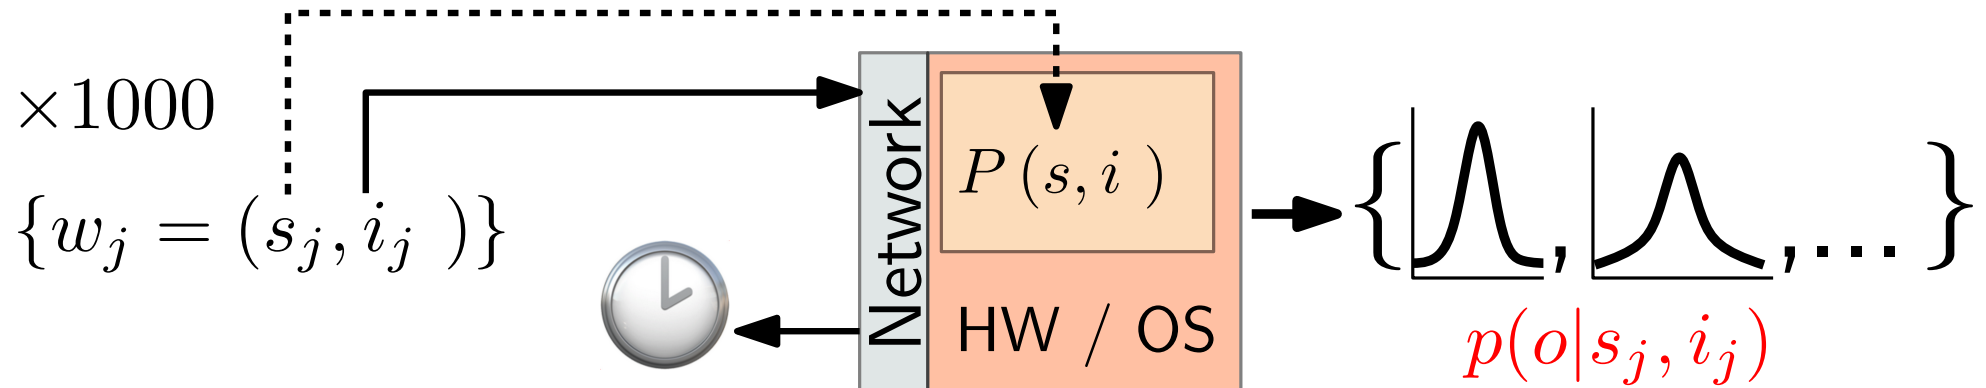 ×1000
{w_j = (s_j, i_j )}
Network
P (s, i )
HW / OS
{ , , ... }
p(o|s_j, i_j)